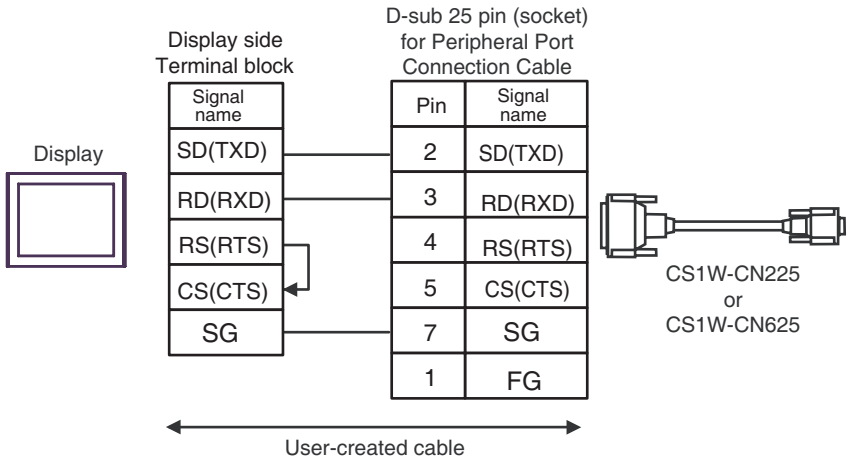 D-sub 25 pin (socket)
for Peripheral Port
Connection Cable
Display side
Terminal block
Signal
name
Pin
Signal
name
SD(TXD)
2
SD(TXD)
Display
RD(RXD)
3
RD(RXD)
RS(RTS)
4
RS(RTS)
CS(CTS)
5
CS(CTS)
SG
7
SG
1
FG
CS1W-CN225
or
CS1W-CN625
User-created cable